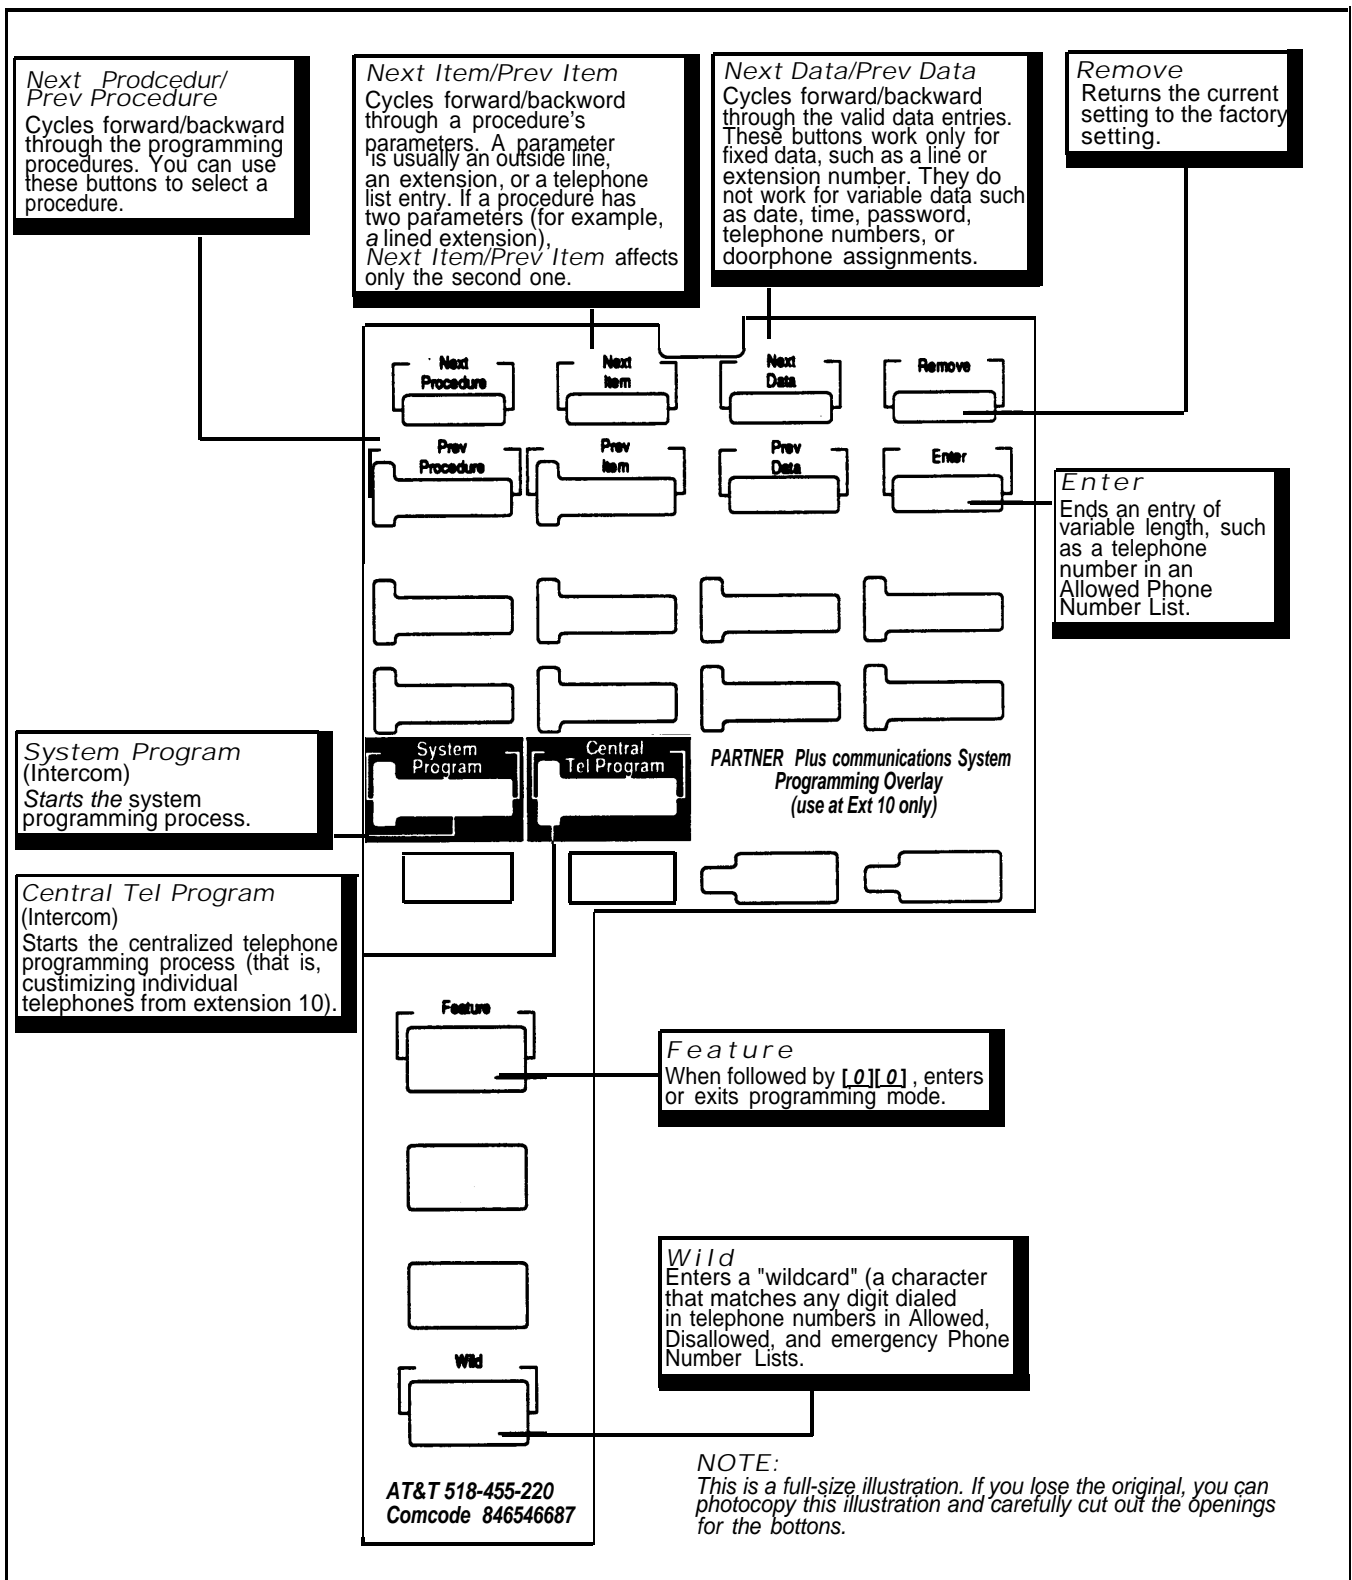 Next Prodcedur/
Prev Procedure
Cycles forward/backward
through the programming
procedures. You can use
these buttons to select a
procedure.
Next Item/Prev Item
Cycles forward/backword
through a procedure's
parameters. A parameter
is usually an outside line,
an extension, or a telephone
list entry. If a procedure has
two parameters (for example,
a lined extension),
Next Item/Prev Item affects
only the second one.
Next Data/Prev Data
Cycles forward/backward
through the valid data entries.
These buttons work only for
fixed data, such as a line or
extension number. They do
not work for variable data such
as date, time, password,
telephone numbers, or
doorphone assignments.
Remove
Returns the current
setting to the factory
setting.
Next
Procedure
Next
Item
Next
Data
Remove
Prev
Procedure
Prev
Item
Prev
Data
Enter
Enter
Ends an entry of
variable length, such
as a telephone
number in an
Allowed Phone
Number List.
System Program
(Intercom)
Starts the system
programming process.
System
Program
Central
Tel Program
PARTNER Plus communications System
Programming Overlay
(use at Ext 10 only)
Central Tel Program
(Intercom)
Starts the centralized telephone
programming process (that is,
custimizing individual
telephones from extension 10).
Feature
Feature
When followed by [ 0 ][ 0 ] , enters
or exits programming mode.
Wild
Enters a "wildcard" (a character
that matches any digit dialed
in telephone numbers in Allowed,
Disallowed, and emergency Phone
Number Lists.
Wild
AT&T 518-455-220
Comcode 846546687
NOTE:
This is a full-size illustration. If you lose the original, you can
photocopy this illustration and carefully cut out the openings
for the bottons.